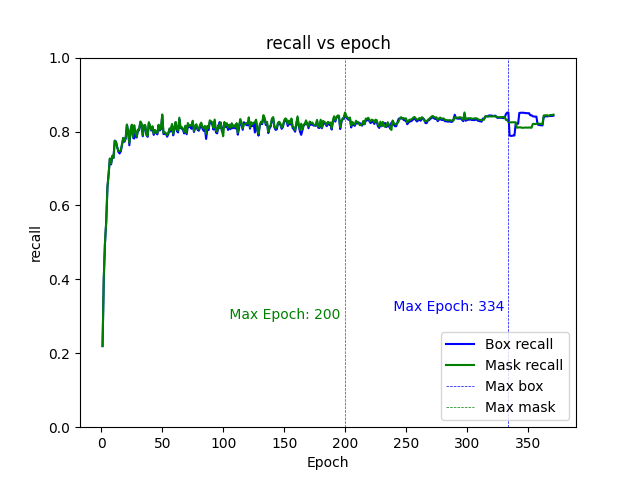 recall vs epoch
1.0
0.8
0.6
0.4
0.2
0.0
recall
Max Epoch: 200
Max Epoch: 334
Box recall
Mask recall
Max box
Max mask
0 50 100 150 200 250 300 350
Epoch